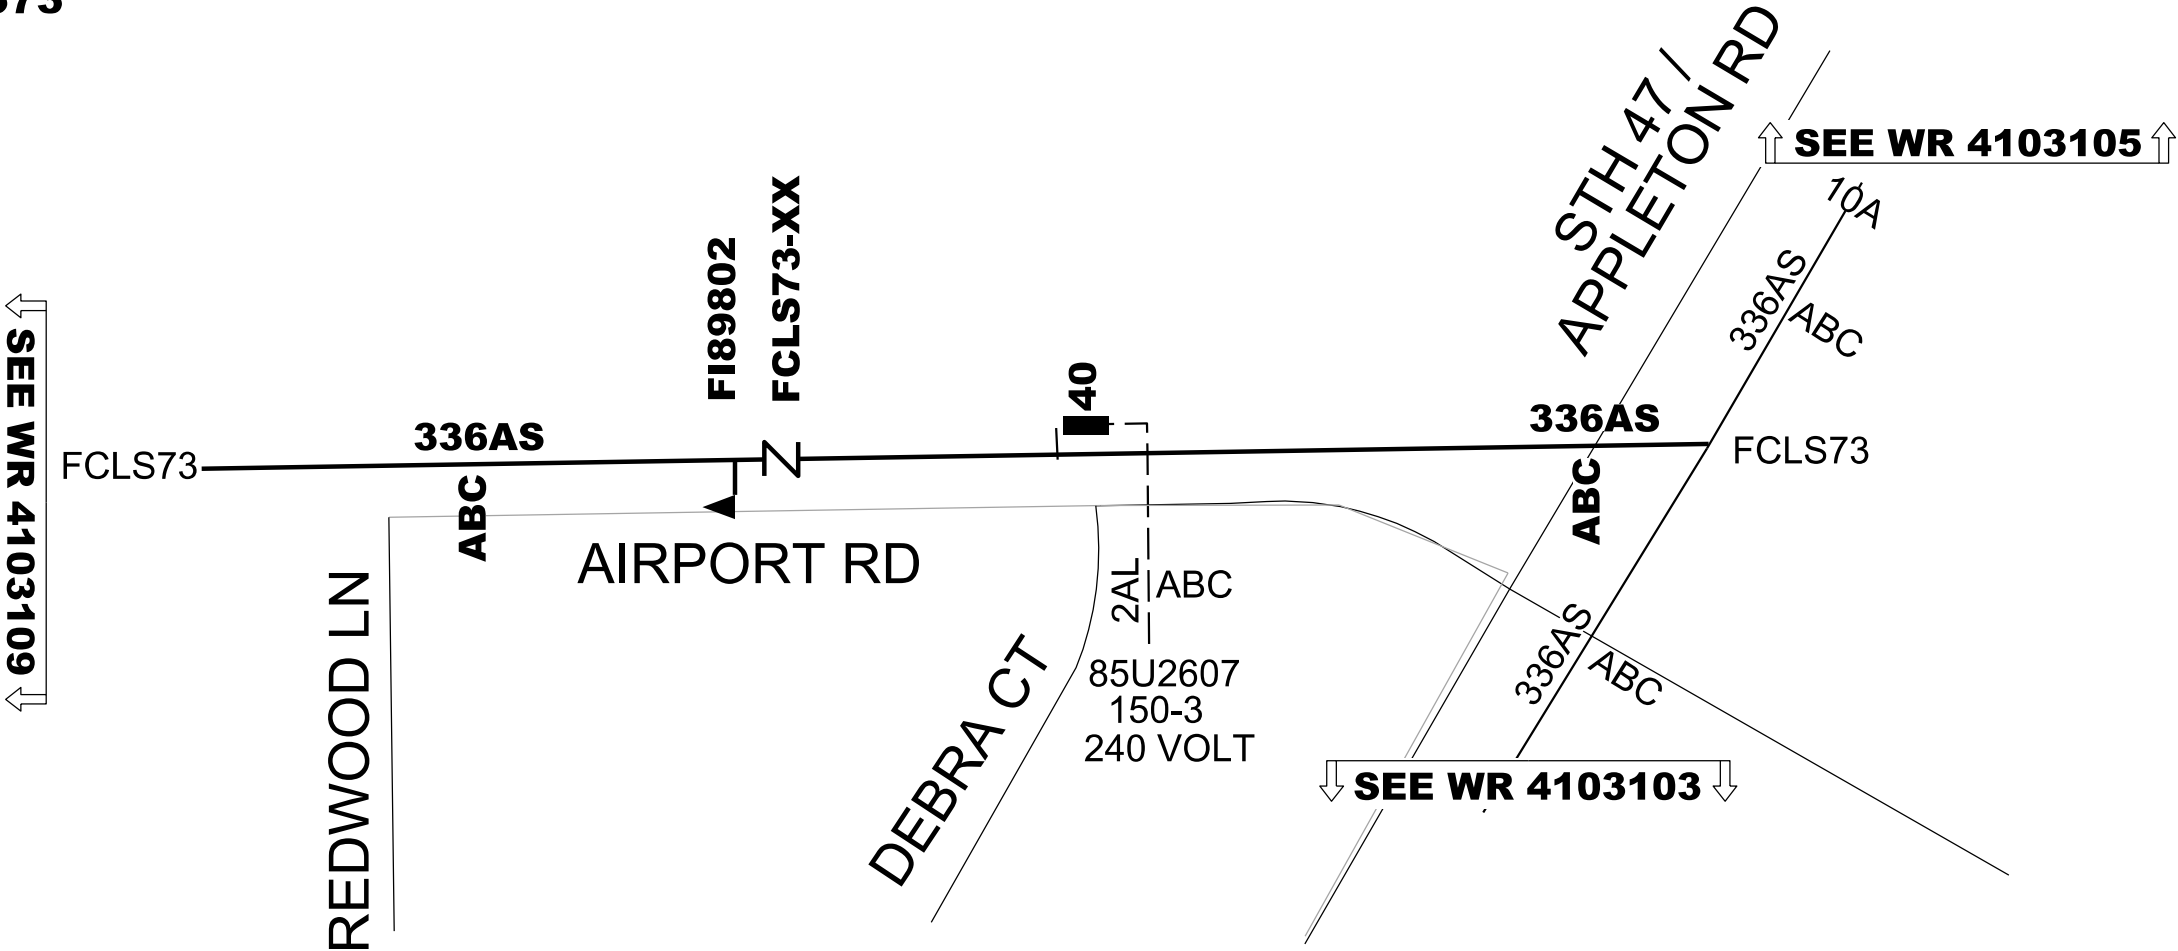 STH 47 /
APPLETON RD
SEE WR 4103105
10A
336AS
ABC
FI89802
FCLS73-XX
SEE WR 4103109
FCLS73
336AS
ABC
40
336AS
ABC
FCLS73
AIRPORT RD
REDWOOD LN
DEBRA CT
2AL
ABC
85U2607
150-3
240 VOLT
336AS
ABC
SEE WR 4103103